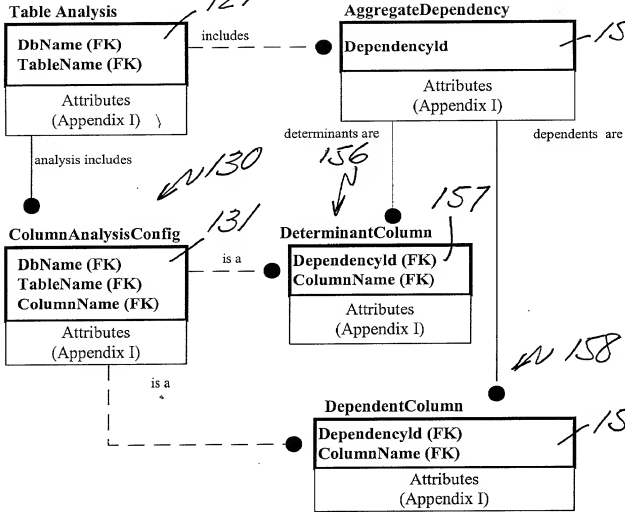 Table Analysis
DbName (FK)
TableName (FK)
Attributes
(Appendix I)
includes
AggregateDependency
DependencyId
Attributes
(Appendix I)
analysis includes
determinants are
dependents are
130
156
ColumnAnalysisConfig
131
DbName (FK)
TableName (FK)
ColumnName (FK)
Attributes
(Appendix I)
is a
DeterminantColumn
157
DependencyId (FK)
ColumnName (FK)
Attributes
(Appendix I)
is a
158
DependentColumn
DependencyId (FK)
ColumnName (FK)
Attributes
(Appendix I)